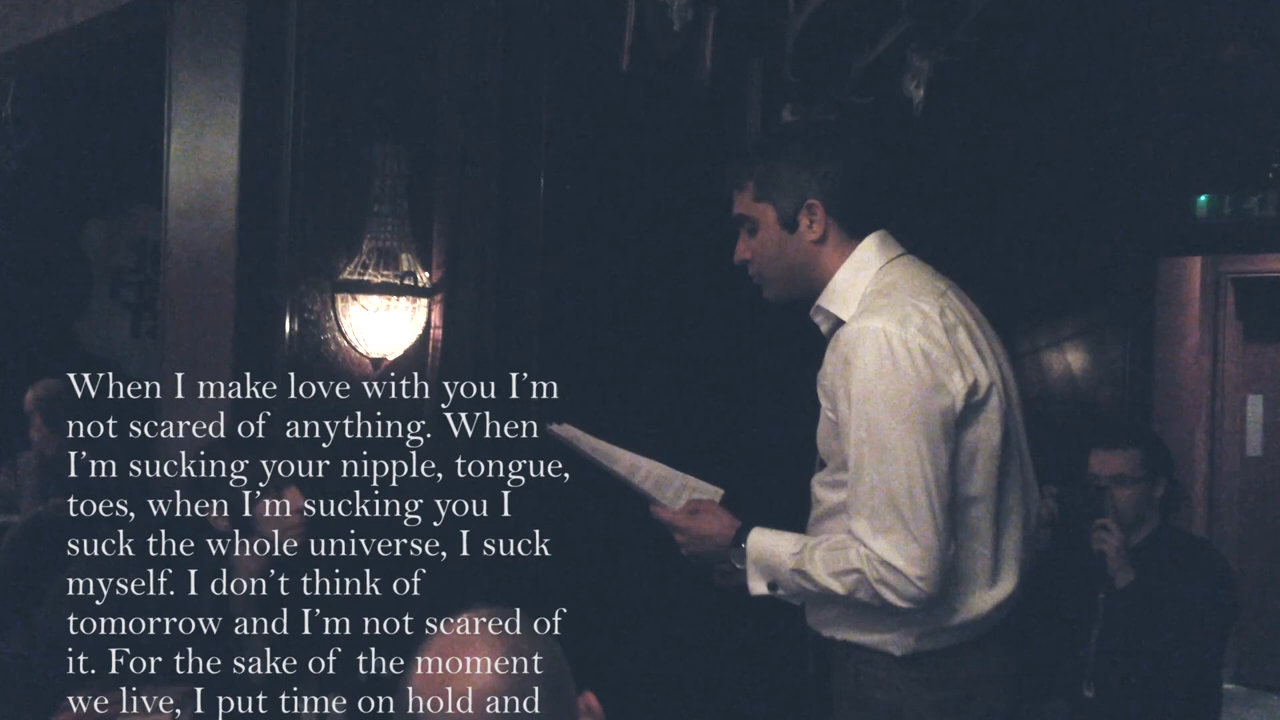 When I make love with you I'm
not scared of anything. When
I'm sucking your nipple, tongue,
toes, when I'm sucking you I
suck the whole universe, I suck
myself. I don't think of
tomorrow and I'm not scared of
it. For the sake of the moment
we live, I put time on hold and